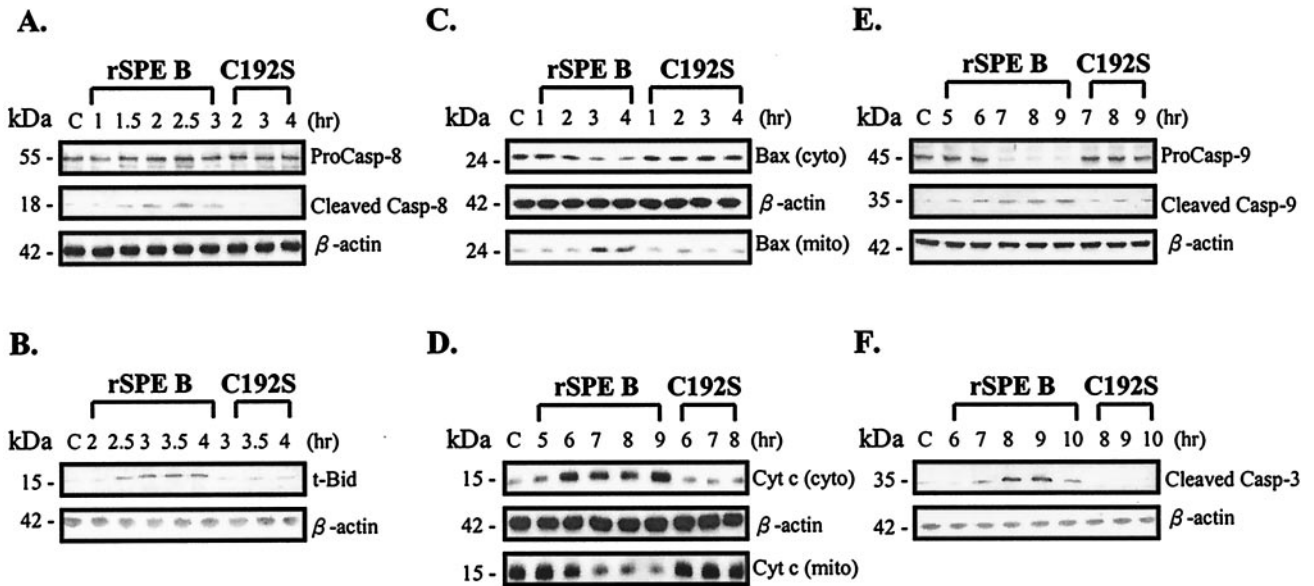 A.
rSPE B C192S
kDa C 1 1.5 2 2.5 3 2 3 4 (hr)
55 - ProCasp-8
18 - Cleaved Casp-8
42 - β-actin
B.
rSPE B C192S
kDa C 2 2.5 3 3.5 4 3 3.5 4 (hr)
15 - t-Bid
42 - β-actin
C.
rSPE B C192S
kDa C 1 2 3 4 1 2 3 4 (hr)
24 - Bax (cyto)
42 - β-actin
24 - Bax (mito)
D.
rSPE B C192S
kDa C 5 6 7 8 9 6 7 8 (hr)
15 - Cyt c (cyto)
42 - β-actin
15 - Cyt c (mito)
E.
rSPE B C192S
kDa C 5 6 7 8 9 7 8 9 (hr)
45 - ProCasp-9
35 - Cleaved Casp-9
42 - β-actin
F.
rSPE B C192S
kDa C 6 7 8 9 10 8 9 10 (hr)
35 - Cleaved Casp-3
42 - β-actin